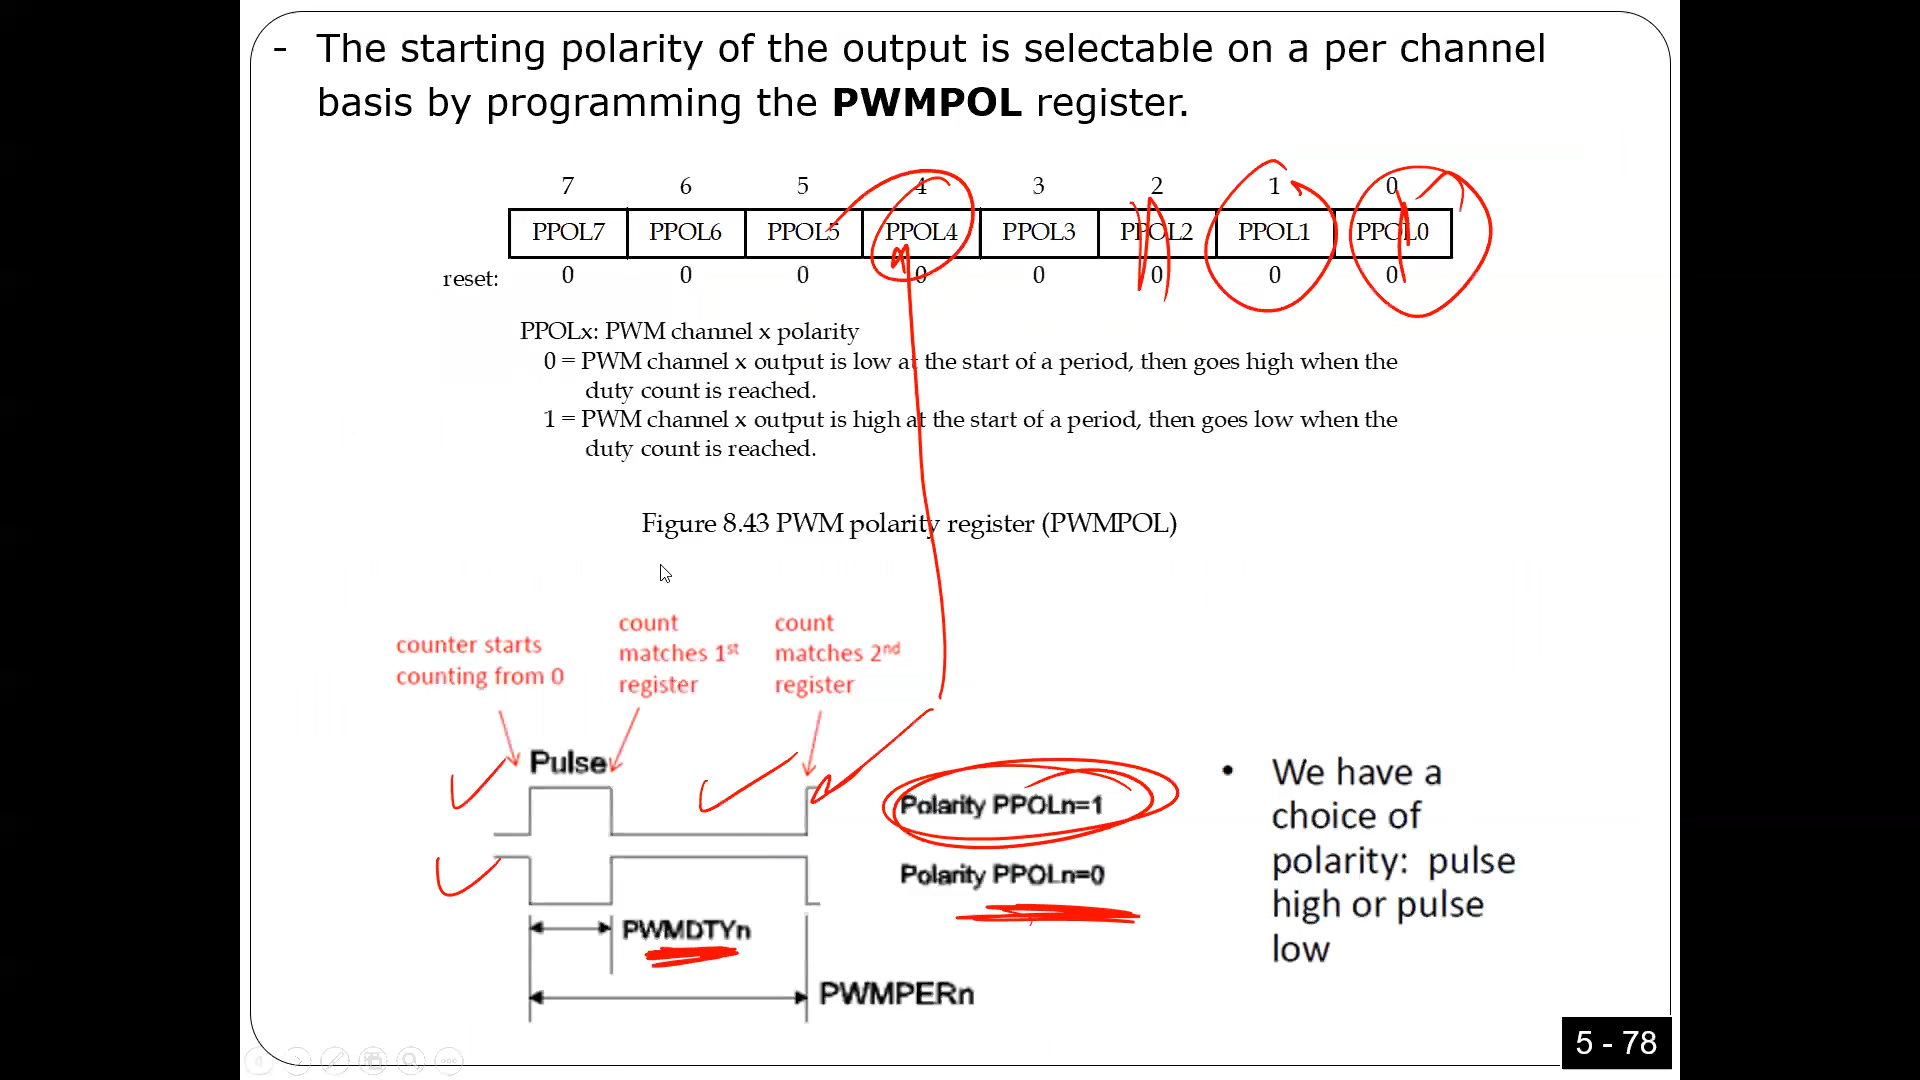 - The starting polarity of the output is selectable on a per channel
basis by programming the PWMPOL register.
7 6 5 4 3 2 1 0
PPOL7 PPOL6 PPOL5 PPOL4 PPOL3 PPOL2 PPOL1 PPOL0
reset: 0 0 0 0 0 0 0 0
PPOLx: PWM channel x polarity
0 = PWM channel x output is low at the start of a period, then goes high when the
duty count is reached.
1 = PWM channel x output is high at the start of a period, then goes low when the
duty count is reached.
Figure 8.43 PWM polarity register (PWMPOL)
counter starts
counting from 0
count
matches 1st
register
count
matches 2nd
register
Pulse
Polarity PPOLn=1
Polarity PPOLn=0
PWMDTYn
PWMPERn
• We have a
choice of
polarity: pulse
high or pulse
low
5 - 78